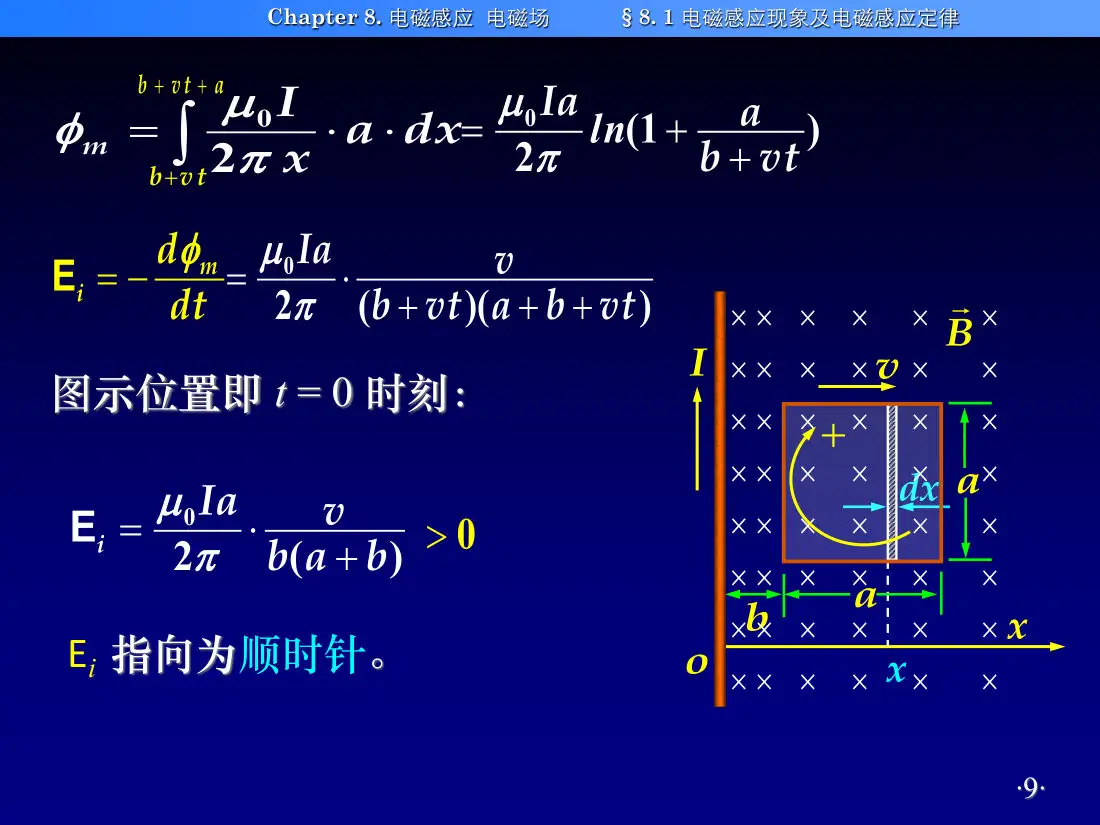 Chapter 8. 电磁感应 电磁场 §8. 1 电磁感应现象及电磁感应定律
ϕₘ = ∫_{b+vt}^{b+vt+a} μ₀I/(2πx) · a · dx = μ₀Ia/(2π) ln(1 + a/(b+vt))
Eᵢ = −dϕₘ/dt = μ₀Ia/(2π) · v/((b+vt)(a+b+vt))
图示位置即 t = 0 时刻:
Eᵢ = μ₀Ia/(2π) · v/(b(a+b)) > 0
Eᵢ 指向为顺时针。
B⃗
I
v
+
dx
a
a
b
x
o
x
·9·